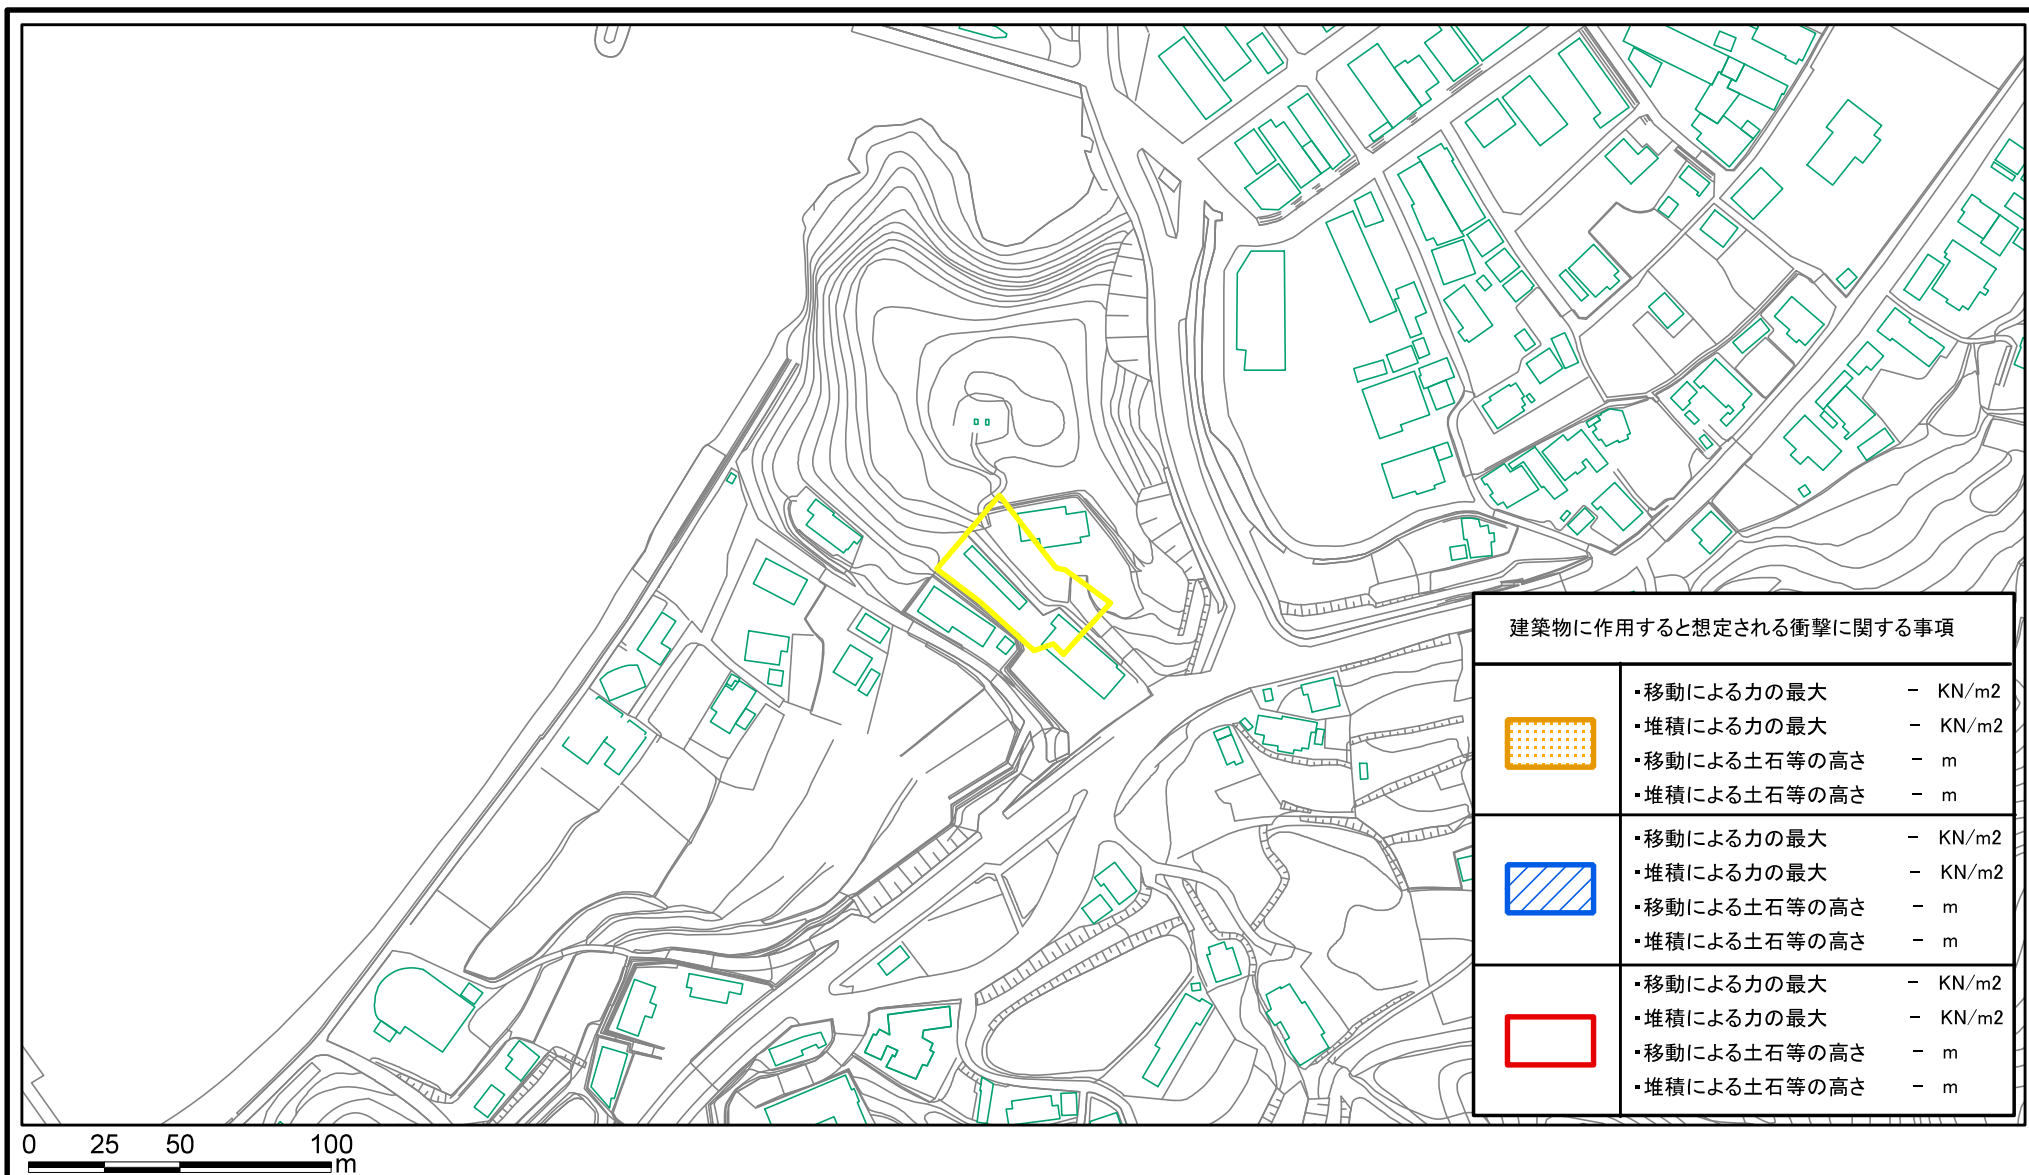 建築物に作用すると想定される衝撃に関する事項
・移動による力の最大 - KN/m2
・堆積による力の最大 - KN/m2
・移動による土石等の高さ - m
・堆積による土石等の高さ - m
・移動による力の最大 - KN/m2
・堆積による力の最大 - KN/m2
・移動による土石等の高さ - m
・堆積による土石等の高さ - m
・移動による力の最大 - KN/m2
・堆積による力の最大 - KN/m2
・移動による土石等の高さ - m
・堆積による土石等の高さ - m
0 25 50 100
m